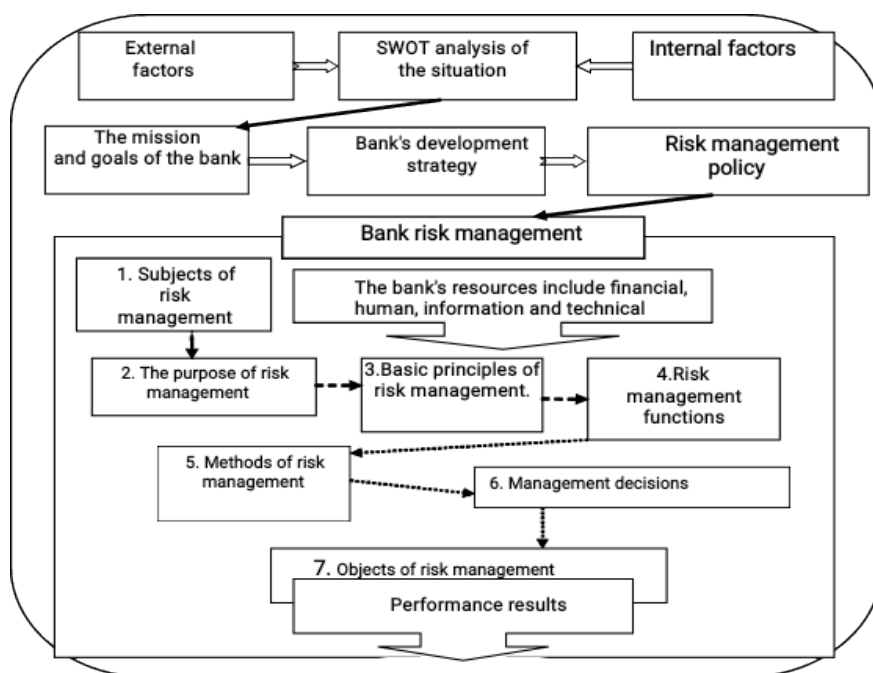 External
factors
SWOT analysis of
the situation
Internal factors
The mission
and goals of the bank
Bank's development
strategy
Risk management
policy
Bank risk management
1. Subjects of
risk
management
The bank's resources include financial,
human, information and technical
2. The purpose of risk
management
3.Basic principles of
risk management.
4.Risk
management
functions
5. Methods of risk
management
6. Management decisions
7. Objects of risk management
Performance results